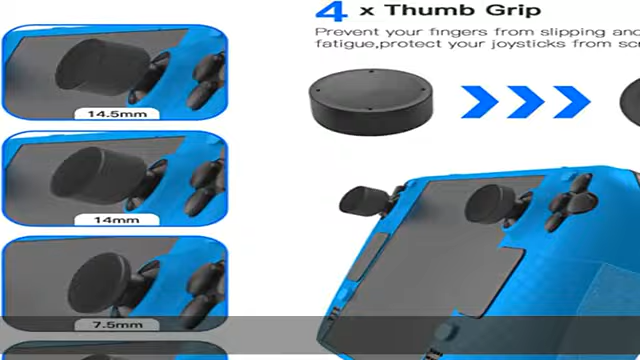 4 x Thumb Grip
Prevent your fingers from slipping and
fatigue,protect your joysticks from
14.5mm
14mm
7.5mm